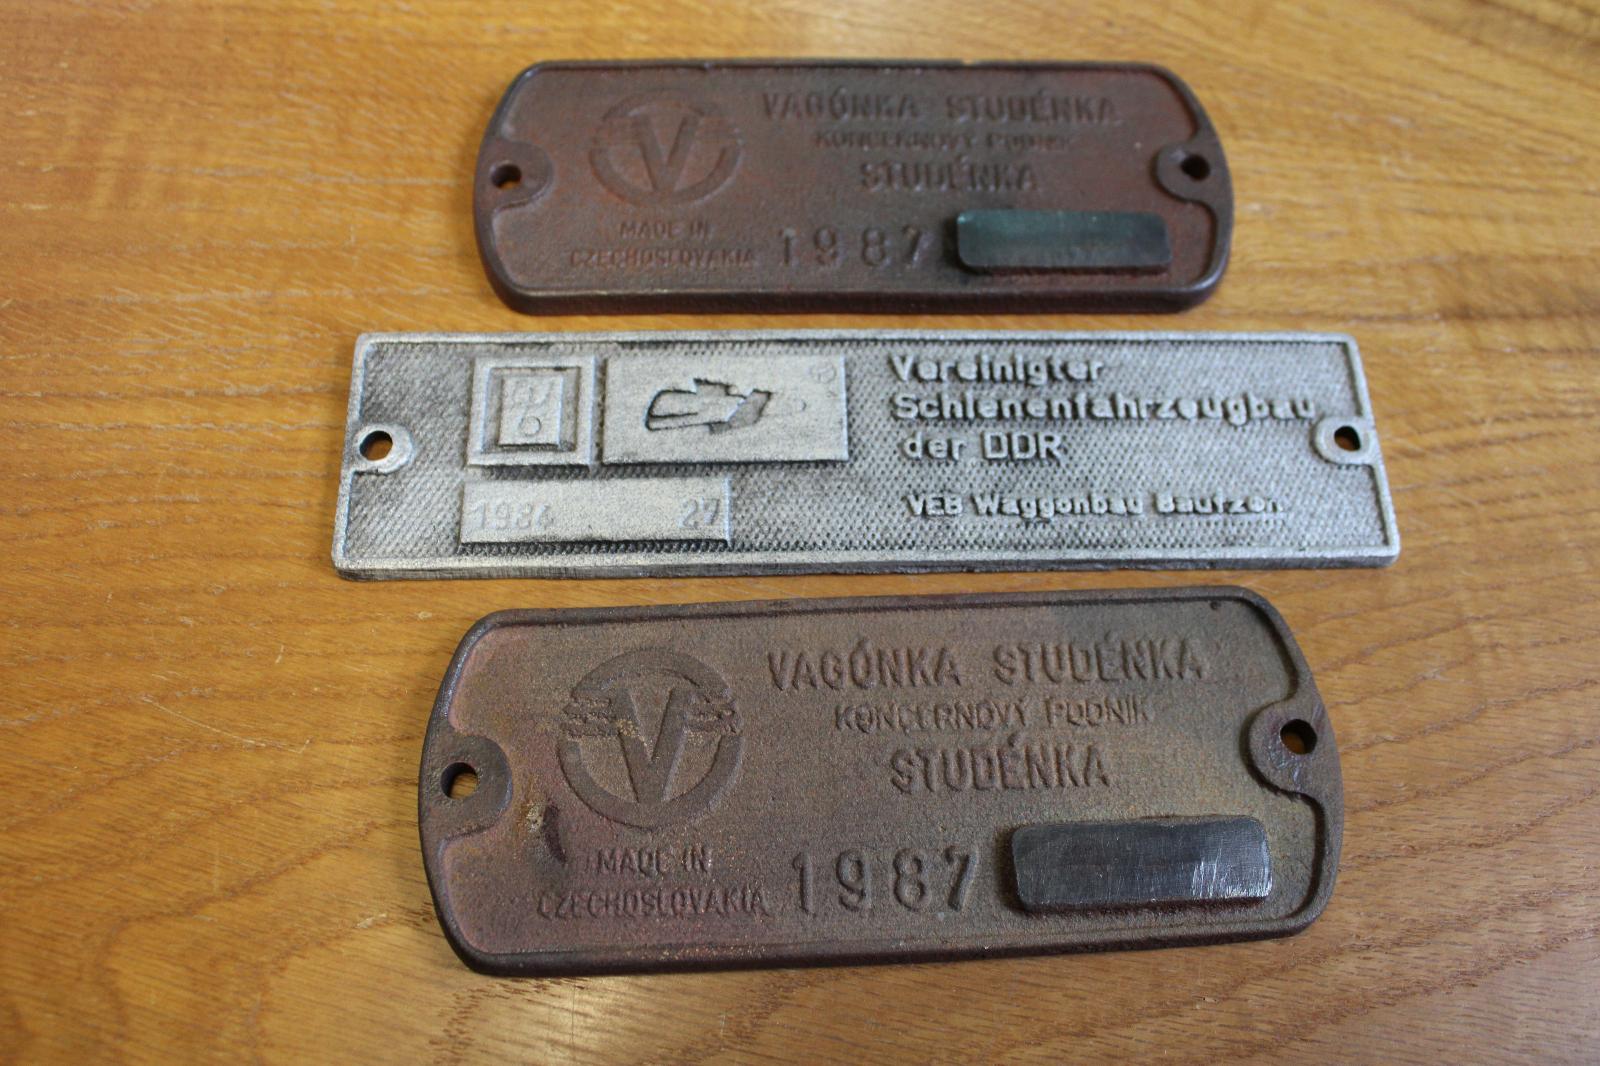 V
VAGÓNKA STUDÉNKA
KONCERNOVÝ PODNIK
STUDÉNKA
MADE IN
CZECHOSLOVAKIA
1987
Vereinigter
Schienenfahrzeugbau
der DDR
1984 27
VEB Waggonbau Bautzen
V
VAGÓNKA STUDÉNKA
KONCERNOVÝ PODNIK
STUDÉNKA
MADE IN
CZECHOSLOVAKIA
1987